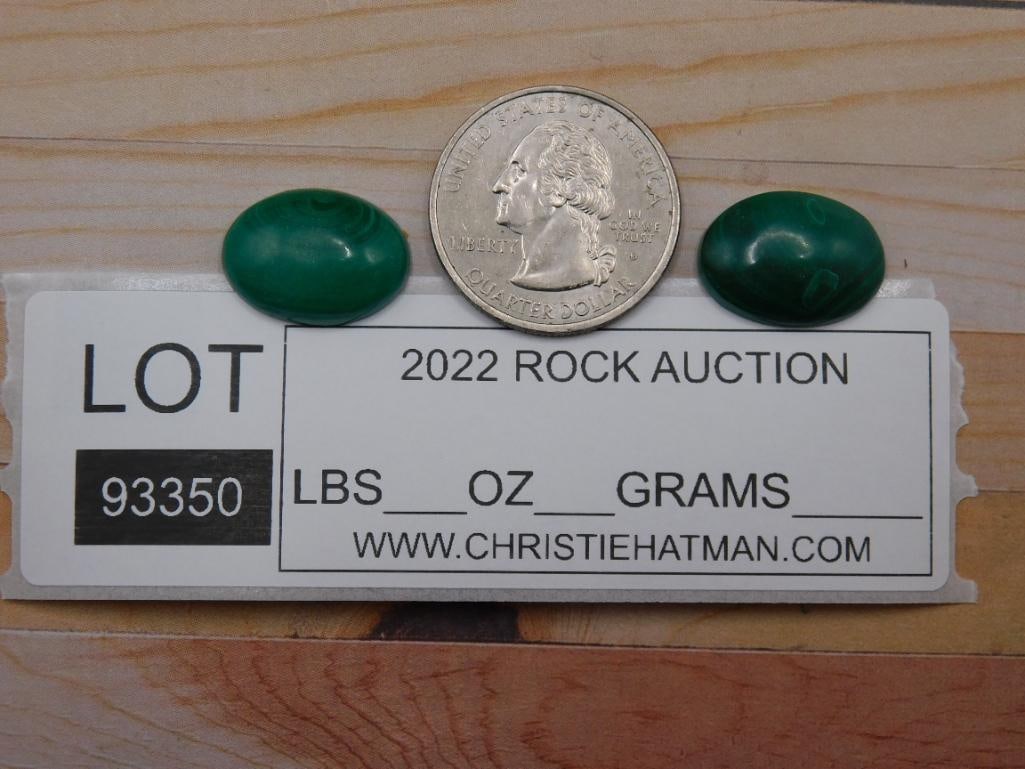 UNITED STATES OF AMERICA
LIBERTY
IN
GOD WE
TRUST
D
QUARTER DOLLAR
LOT
93350
2022 ROCK AUCTION
LBS___OZ___GRAMS_____
WWW.CHRISTIEHATMAN.COM